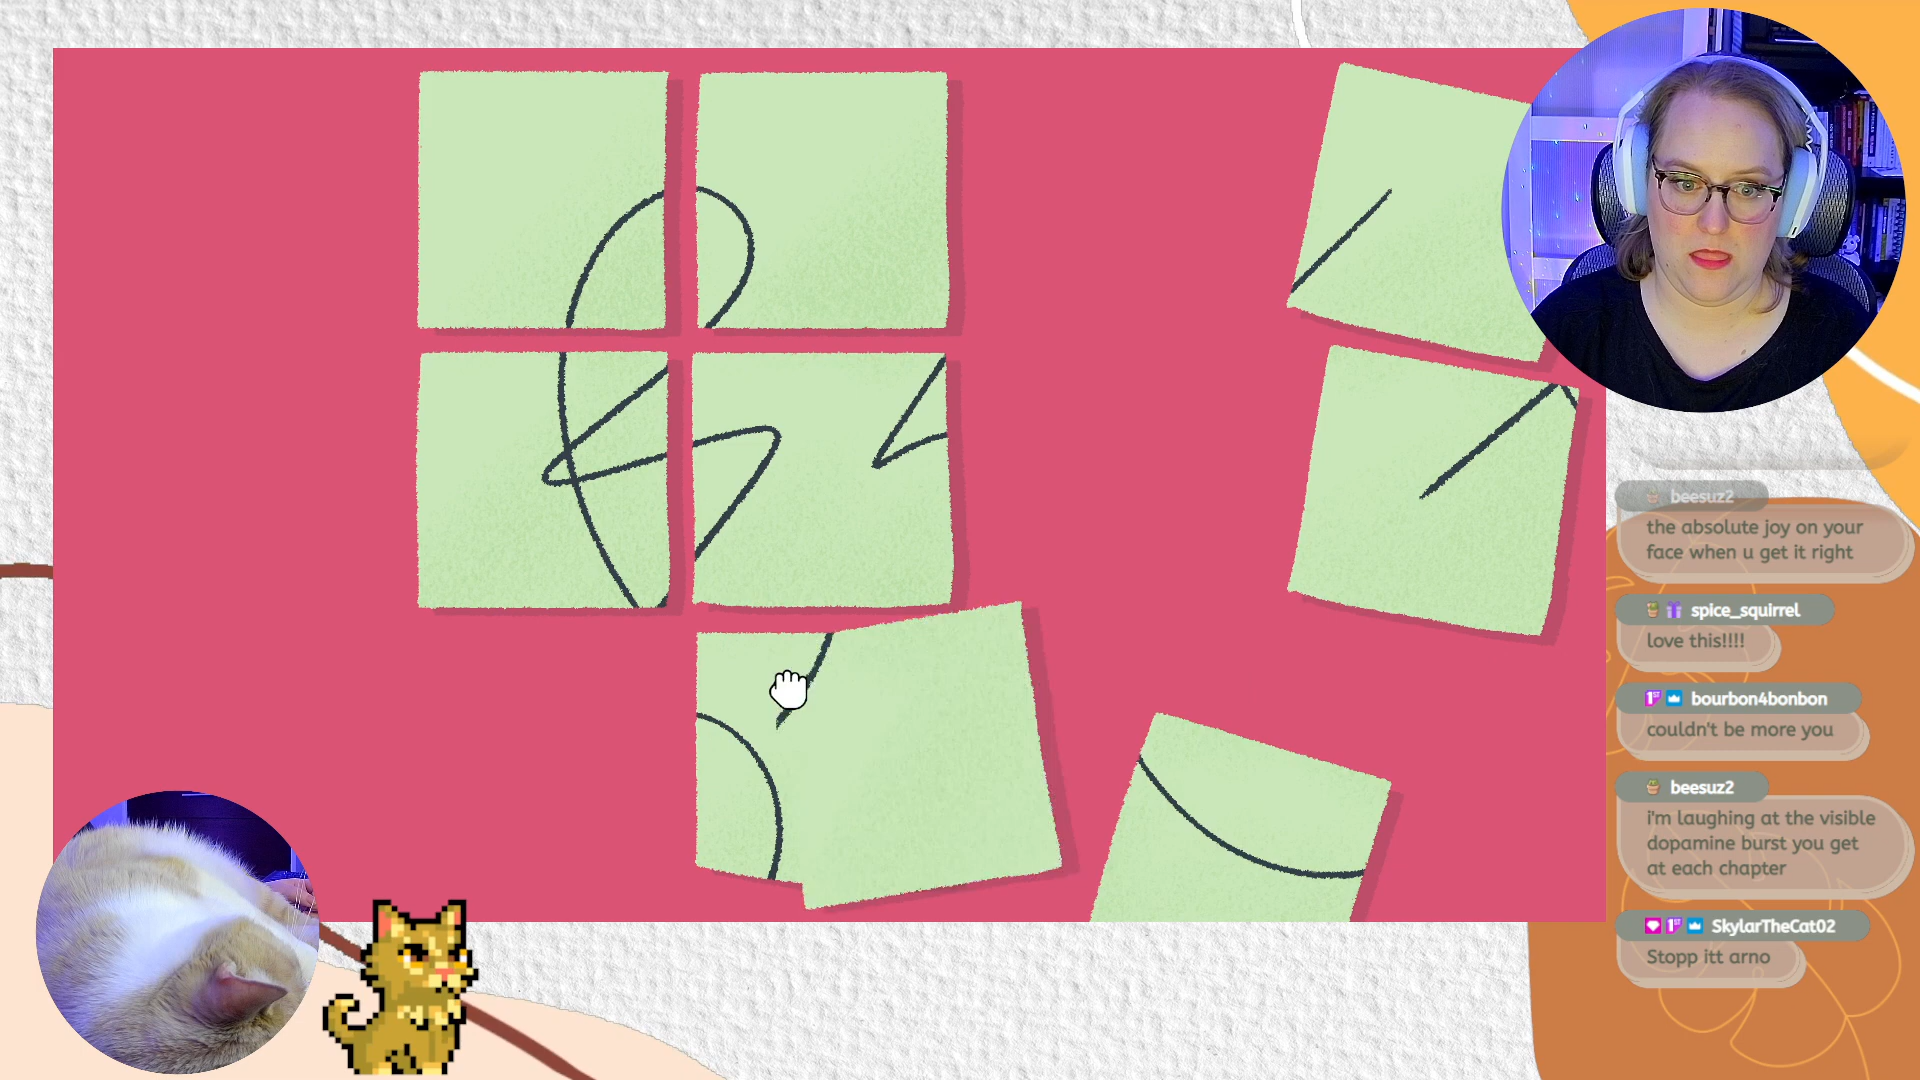 beesuz2
the absolute joy on your
face when u get it right
spice_squirrel
love this!!!!
bourbon4bonbon
couldn't be more you
beesuz2
i'm laughing at the visible
dopamine burst you get
at each chapter
SkylarTheCat02
Stopp itt arno